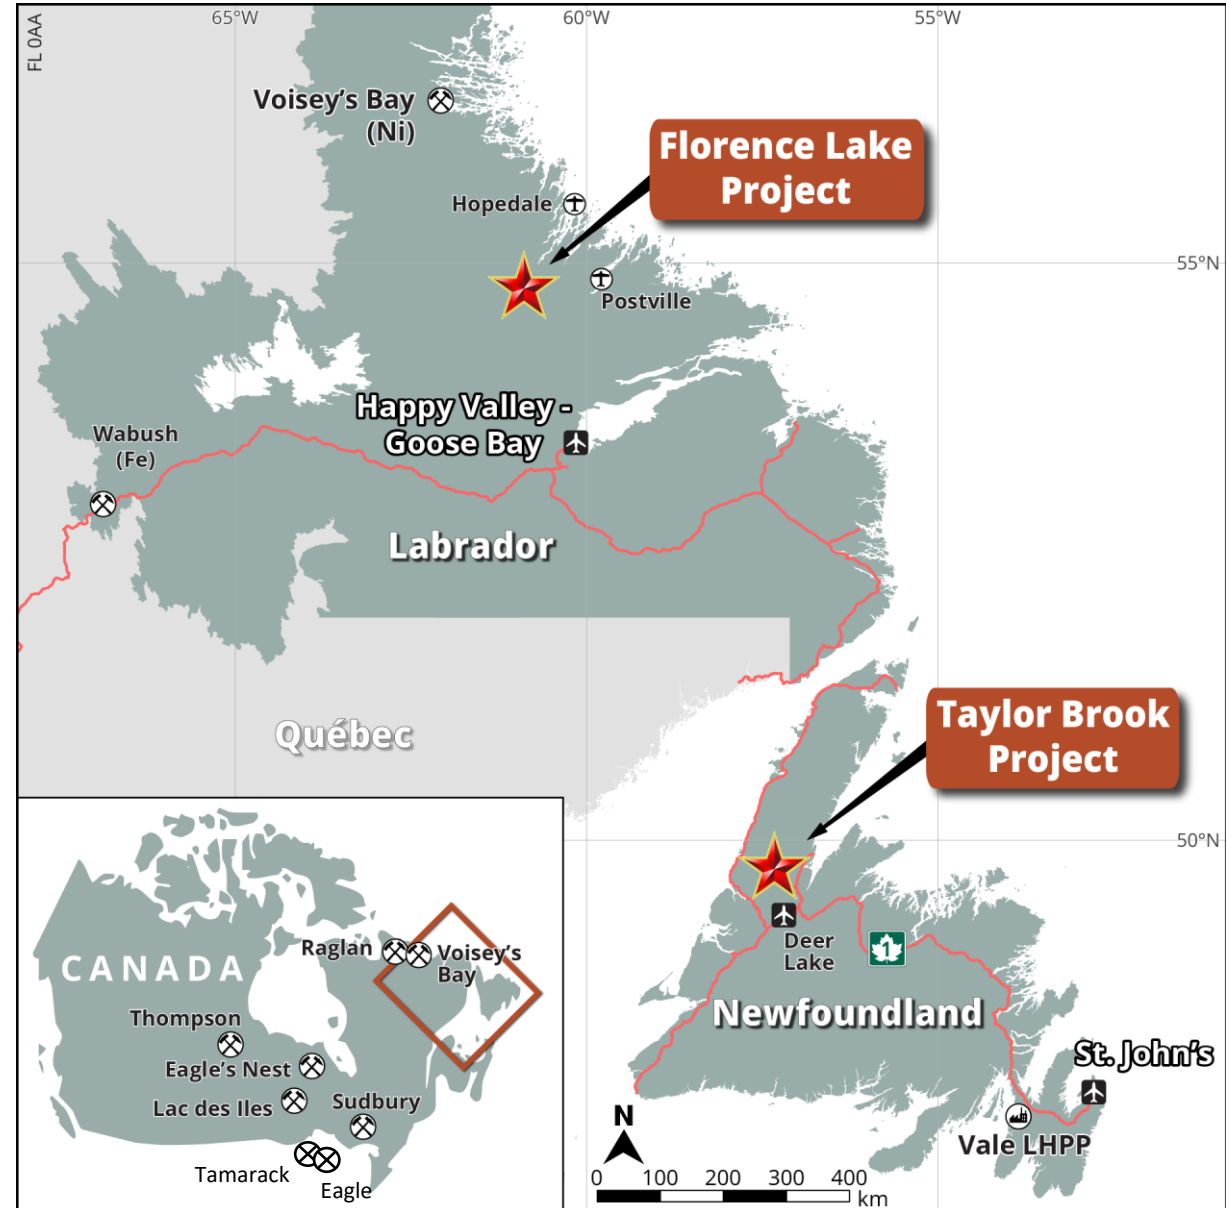 FL 0AA
65°W
60°W
55°W
Voisey's Bay
(Ni)
Florence Lake
Project
Hopedale
55°N
Postville
Happy Valley -
Goose Bay
Wabush
(Fe)
Labrador
Québec
Taylor Brook
Project
50°N
Deer
Lake
1
Newfoundland
St. John's
Vale LHPP
N
0 100 200 300 400
km
CANADA
Raglan
Voisey's
Bay
Thompson
Eagle's Nest
Lac des Iles
Sudbury
Tamarack
Eagle